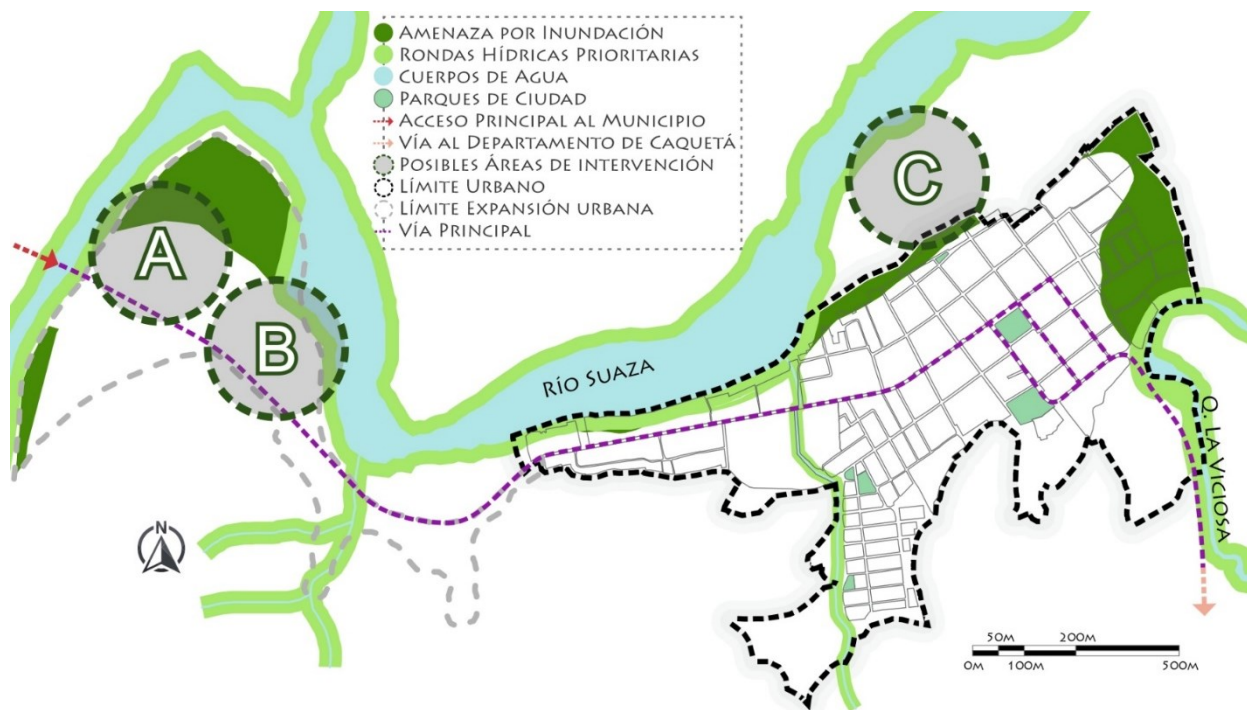 Amenaza por Inundación
Rondas Hídricas Prioritarias
Cuerpos de Agua
Parques de Ciudad
Acceso Principal al Municipio
Vía al Departamento de Caquetá
Posibles Áreas de intervención
Límite Urbano
Límite Expansión urbana
Vía Principal
A
B
C
Río Suaza
Q. La Viciosa
N
50m 200m
0m 100m 500m